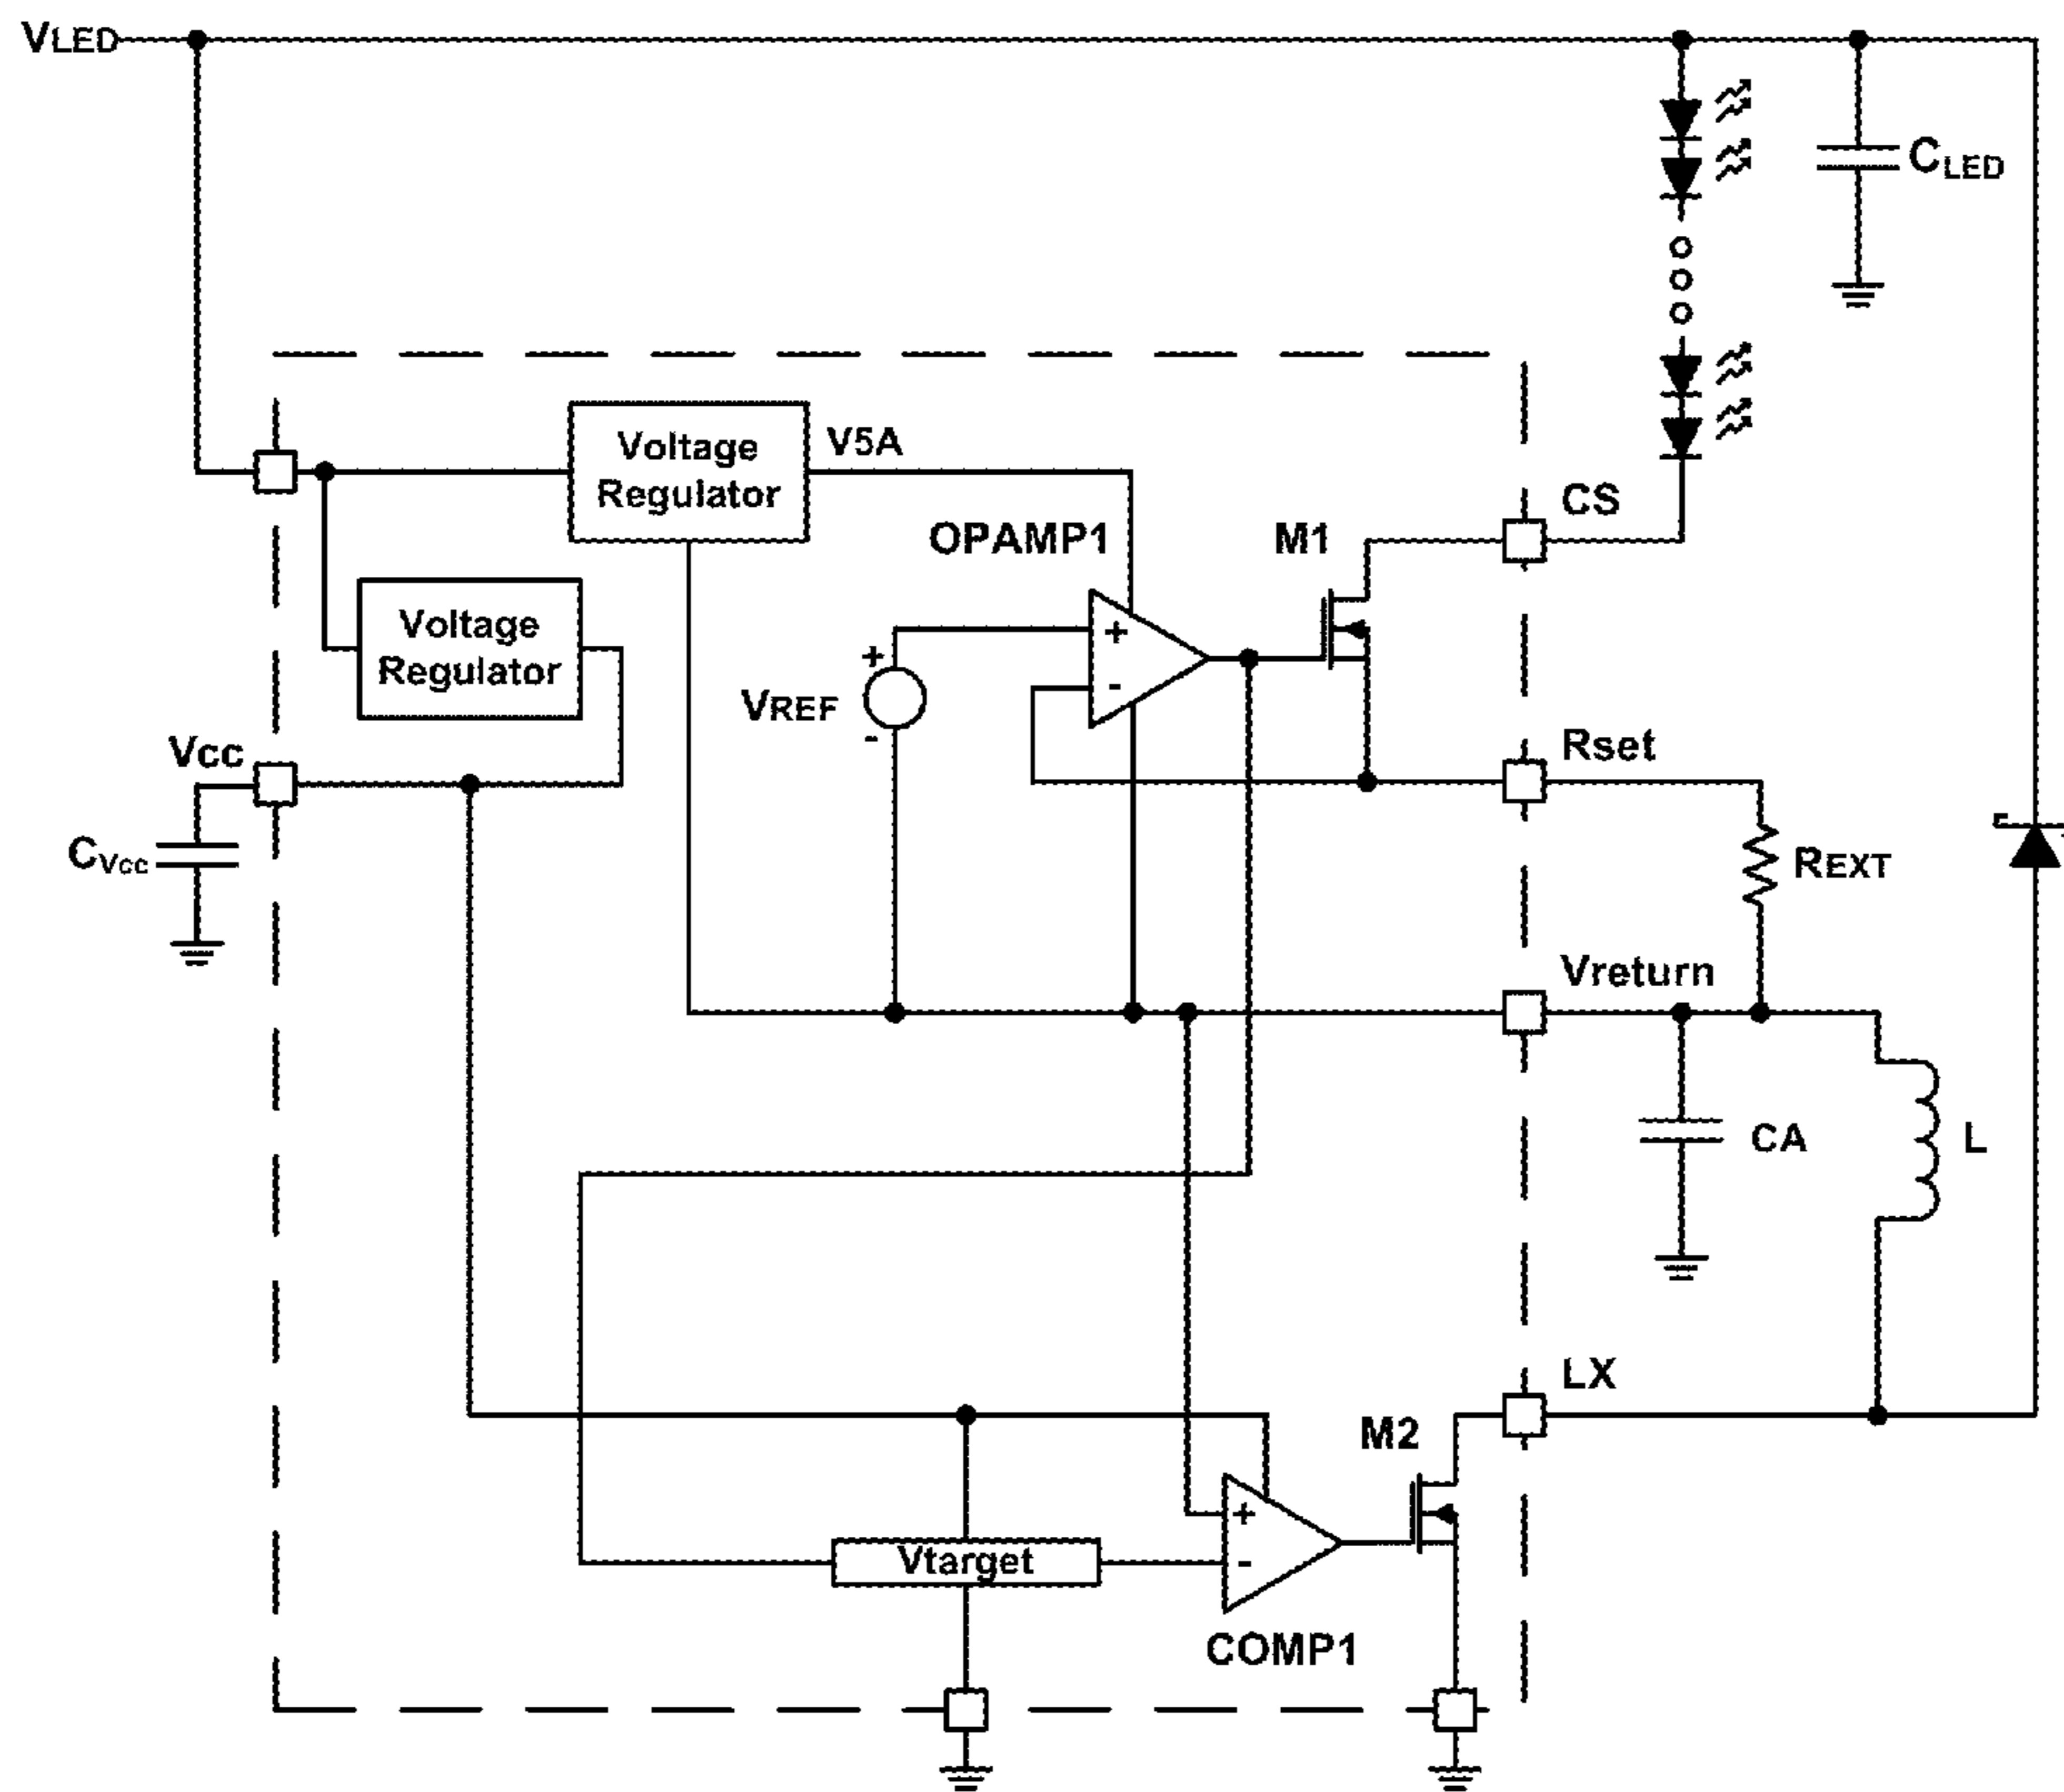 VLED
CLED
Voltage
Regulator
V5A
CS
OPAMP1
M1
Voltage
Regulator
+
-
+
-
VREF
Vcc
Rset
CVcc
REXT
Vreturn
CA
L
LX
M2
+
-
Vtarget
COMP1